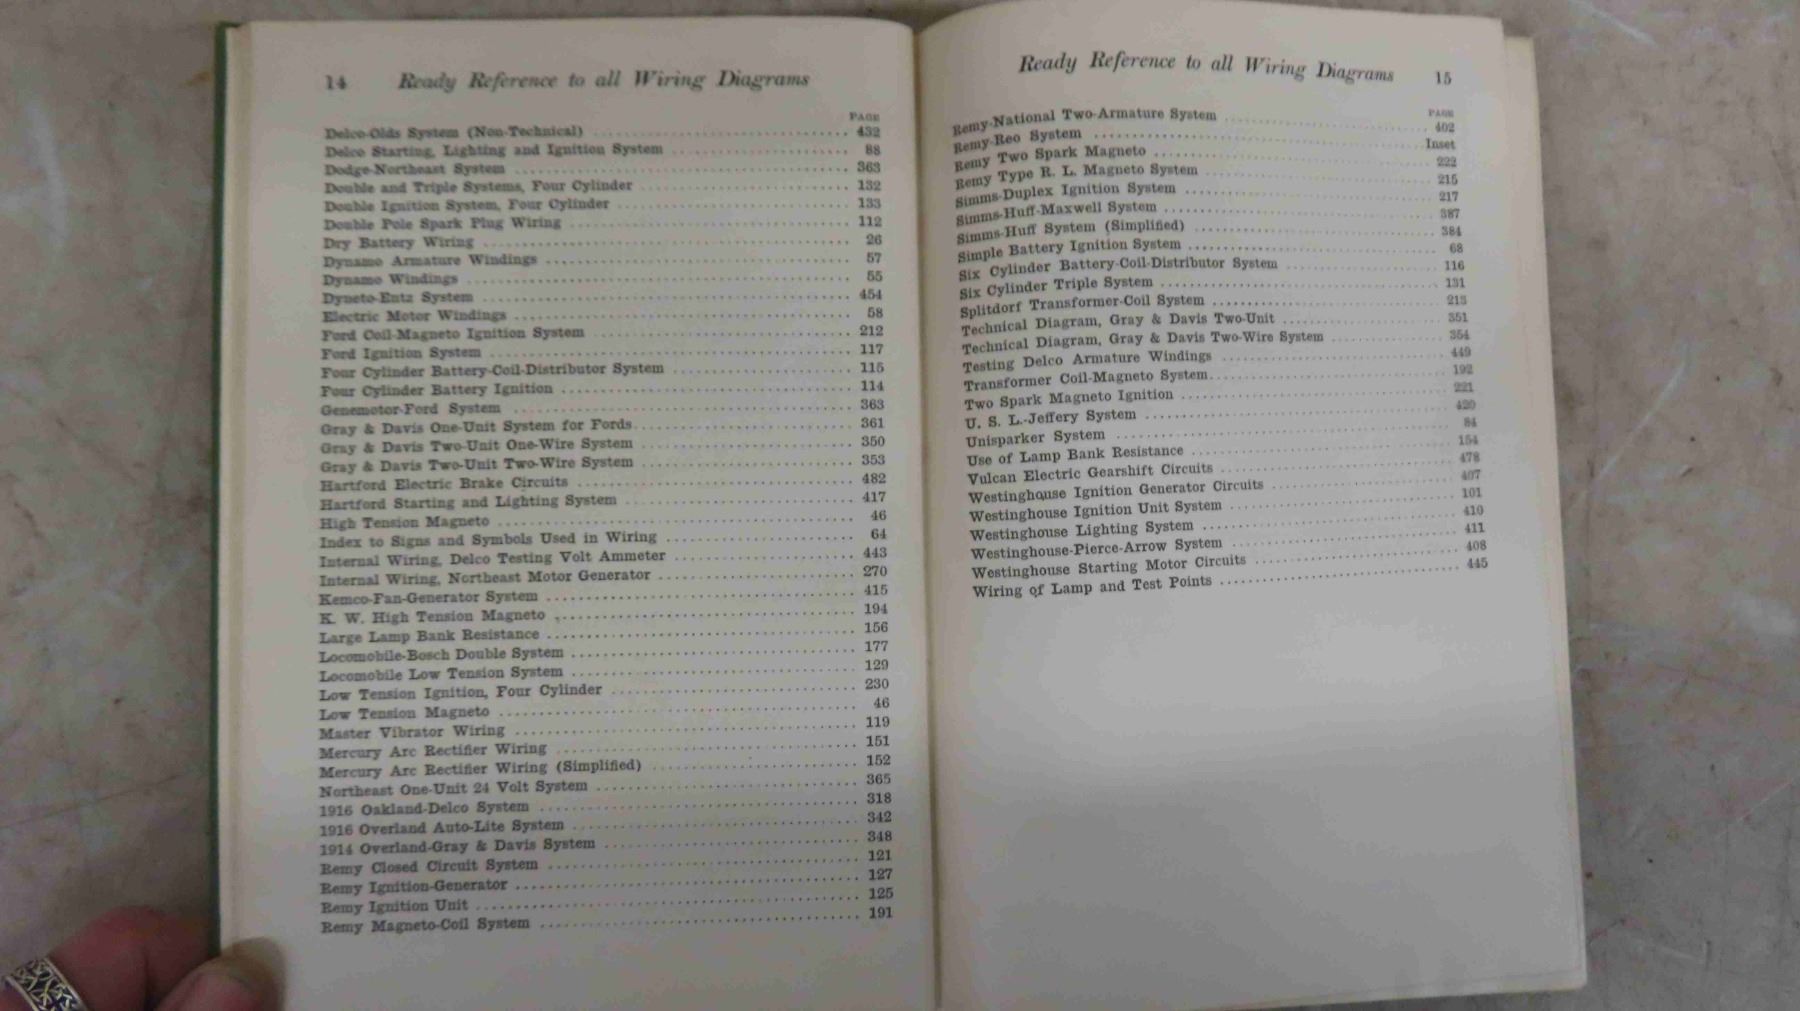 14 Ready Reference to all Wiring Diagrams
PAGE
Delco-Olds System (Non-Technical) 432
Delco Starting, Lighting and Ignition System 88
Dodge-Northeast System 363
Double and Triple Systems, Four Cylinder 132
Double Ignition System, Four Cylinder 133
Double Pole Spark Plug Wiring 112
Dry Battery Wiring 26
Dynamo Armature Windings 57
Dynamo Windings 55
Dyneto-Entz System 454
Electric Motor Windings 58
Ford Coil-Magneto Ignition System 212
Ford Ignition System 117
Four Cylinder Battery-Coil-Distributor System 115
Four Cylinder Battery Ignition 114
Genemotor-Ford System 363
Gray & Davis One-Unit System for Fords 361
Gray & Davis Two-Unit One-Wire System 350
Gray & Davis Two-Unit Two-Wire System 353
Hartford Electric Brake Circuits 482
Hartford Starting and Lighting System 417
High Tension Magneto 46
Index to Signs and Symbols Used in Wiring 64
Internal Wiring, Delco Testing Volt Ammeter 443
Internal Wiring, Northeast Motor Generator 270
Kemco-Fan-Generator System 415
K. W. High Tension Magneto 194
Large Lamp Bank Resistance 156
Locomobile-Bosch Double System 177
Locomobile Low Tension System 129
Low Tension Ignition, Four Cylinder 230
Low Tension Magneto 46
Master Vibrator Wiring 119
Mercury Arc Rectifier Wiring 151
Mercury Arc Rectifier Wiring (Simplified) 152
Northeast One-Unit 24 Volt System 365
1916 Oakland-Delco System 318
1916 Overland Auto-Lite System 342
1914 Overland-Gray & Davis System 348
Remy Closed Circuit System 121
Remy Ignition-Generator 127
Remy Ignition Unit 125
Remy Magneto-Coil System 191
Ready Reference to all Wiring Diagrams 15
PAGE
Remy-National Two-Armature System 402
Remy-Reo System Inset
Remy Two Spark Magneto 222
Remy Type R. L. Magneto System 215
Simms-Duplex Ignition System 217
Simms-Huff-Maxwell System 387
Simms-Huff System (Simplified) 384
Simple Battery Ignition System 68
Six Cylinder Battery-Coil-Distributor System 116
Six Cylinder Triple System 131
Splitdorf Transformer-Coil System 213
Technical Diagram, Gray & Davis Two-Unit 351
Technical Diagram, Gray & Davis Two-Wire System 354
Testing Delco Armature Windings 449
Transformer Coil-Magneto System 192
Two Spark Magneto Ignition 221
U. S. L.-Jeffery System 420
Unisparker System 84
Use of Lamp Bank Resistance 154
Vulcan Electric Gearshift Circuits 478
Westinghouse Ignition Generator Circuits 407
Westinghouse Ignition Unit System 101
Westinghouse Lighting System 410
Westinghouse-Pierce-Arrow System 411
Westinghouse Starting Motor Circuits 408
Wiring of Lamp and Test Points 445